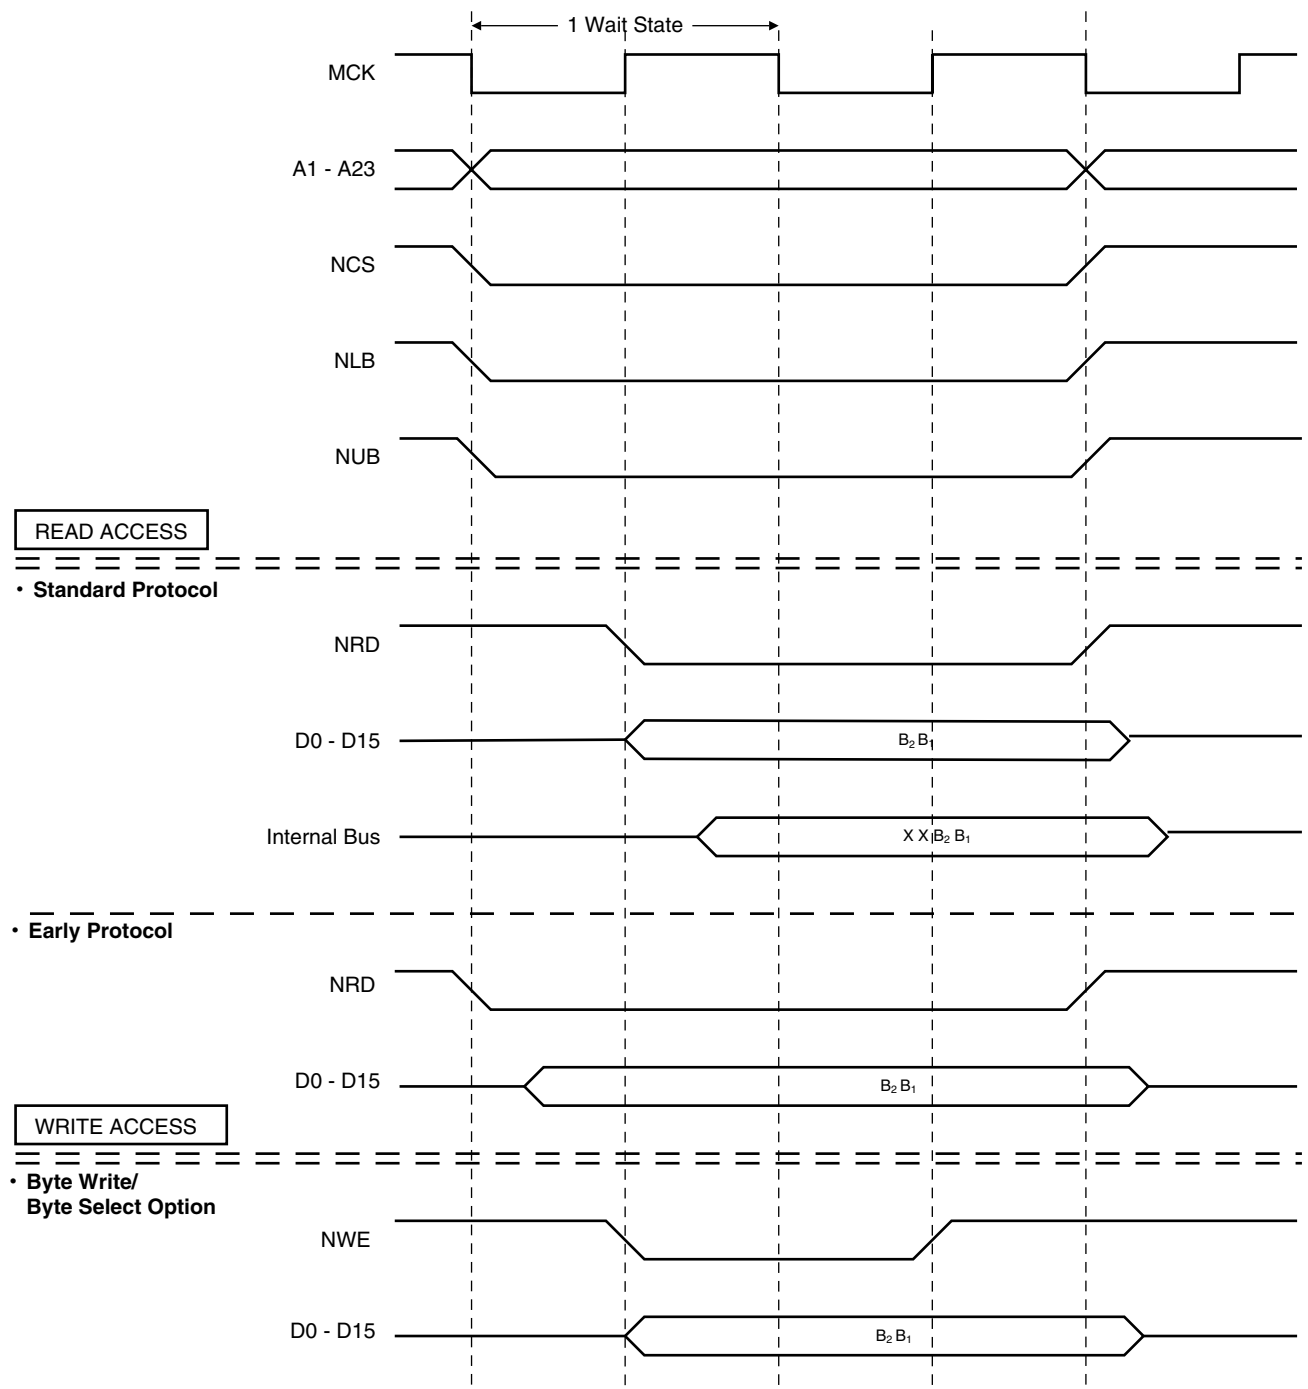 1 Wait State
MCK
A1 - A23
NCS
NLB
NUB
READ ACCESS
• Standard Protocol
NRD
D0 - D15
B₂ B₁
Internal Bus
X X B₂ B₁
• Early Protocol
NRD
D0 - D15
B₂ B₁
WRITE ACCESS
• Byte Write/
Byte Select Option
NWE
D0 - D15
B₂ B₁